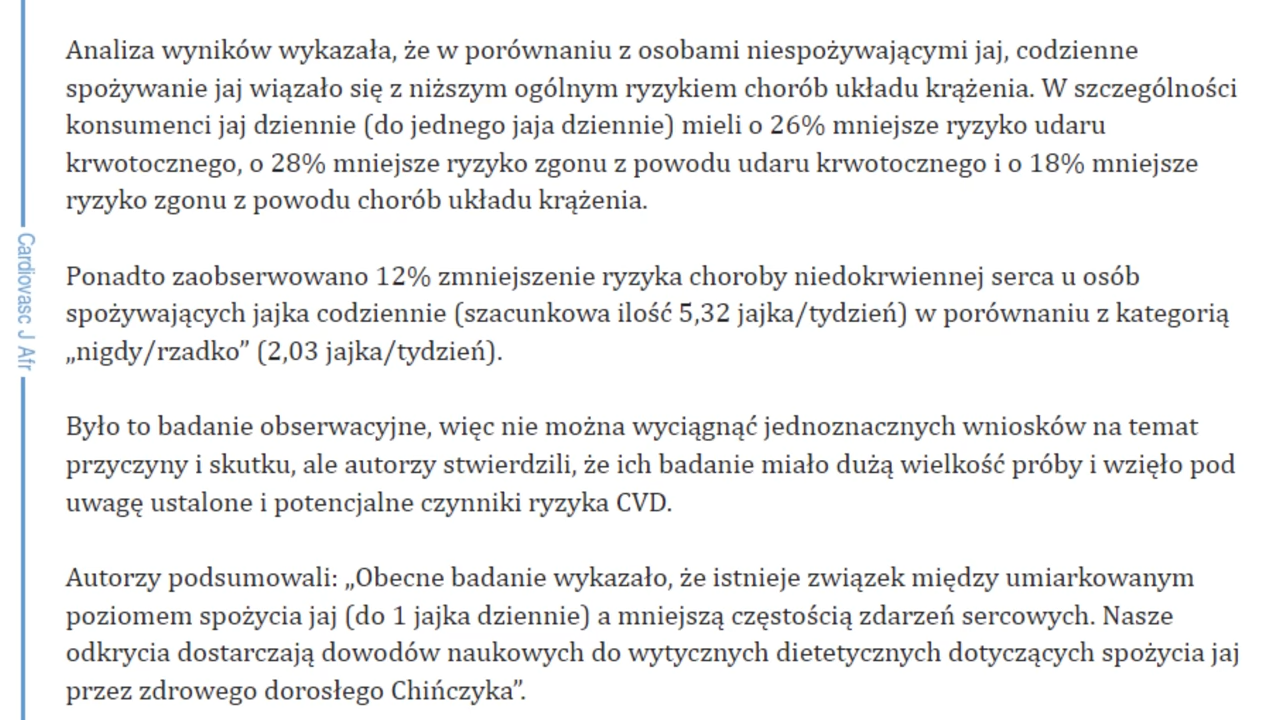 Analiza wyników wykazała, że w porównaniu z osobami niespożywającymi jaj, codzienne
spożywanie jaj wiązało się z niższym ogólnym ryzykiem chorób układu krążenia. W szczególności
konsumenci jaj dziennie (do jednego jaja dziennie) mieli o 26% mniejsze ryzyko udaru
krwotocznego, o 28% mniejsze ryzyko zgonu z powodu udaru krwotocznego i o 18% mniejsze
ryzyko zgonu z powodu chorób układu krążenia.
Cardiovasc J Afr
Ponadto zaobserwowano 12% zmniejszenie ryzyka choroby niedokrwiennej serca u osób
spożywających jajka codziennie (szacunkowa ilość 5,32 jajka/tydzień) w porównaniu z kategorią
„nigdy/rzadko” (2,03 jajka/tydzień).
Było to badanie obserwacyjne, więc nie można wyciągnąć jednoznacznych wniosków na temat
przyczyny i skutku, ale autorzy stwierdzili, że ich badanie miało dużą wielkość próby i wzięło pod
uwagę ustalone i potencjalne czynniki ryzyka CVD.
Autorzy podsumowali: „Obecne badanie wykazało, że istnieje związek między umiarkowanym
poziomem spożycia jaj (do 1 jajka dziennie) a mniejszą częstością zdarzeń sercowych. Nasze
odkrycia dostarczają dowodów naukowych do wytycznych dietetycznych dotyczących spożycia jaj
przez zdrowego dorosłego Chińczyka”.